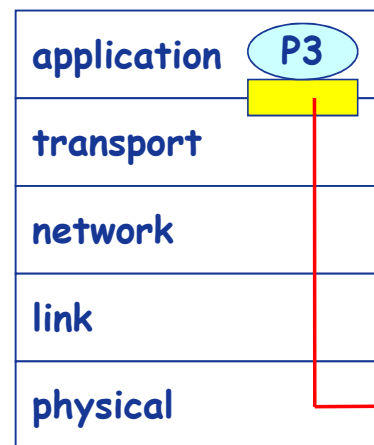 application P3
transport
network
link
physical